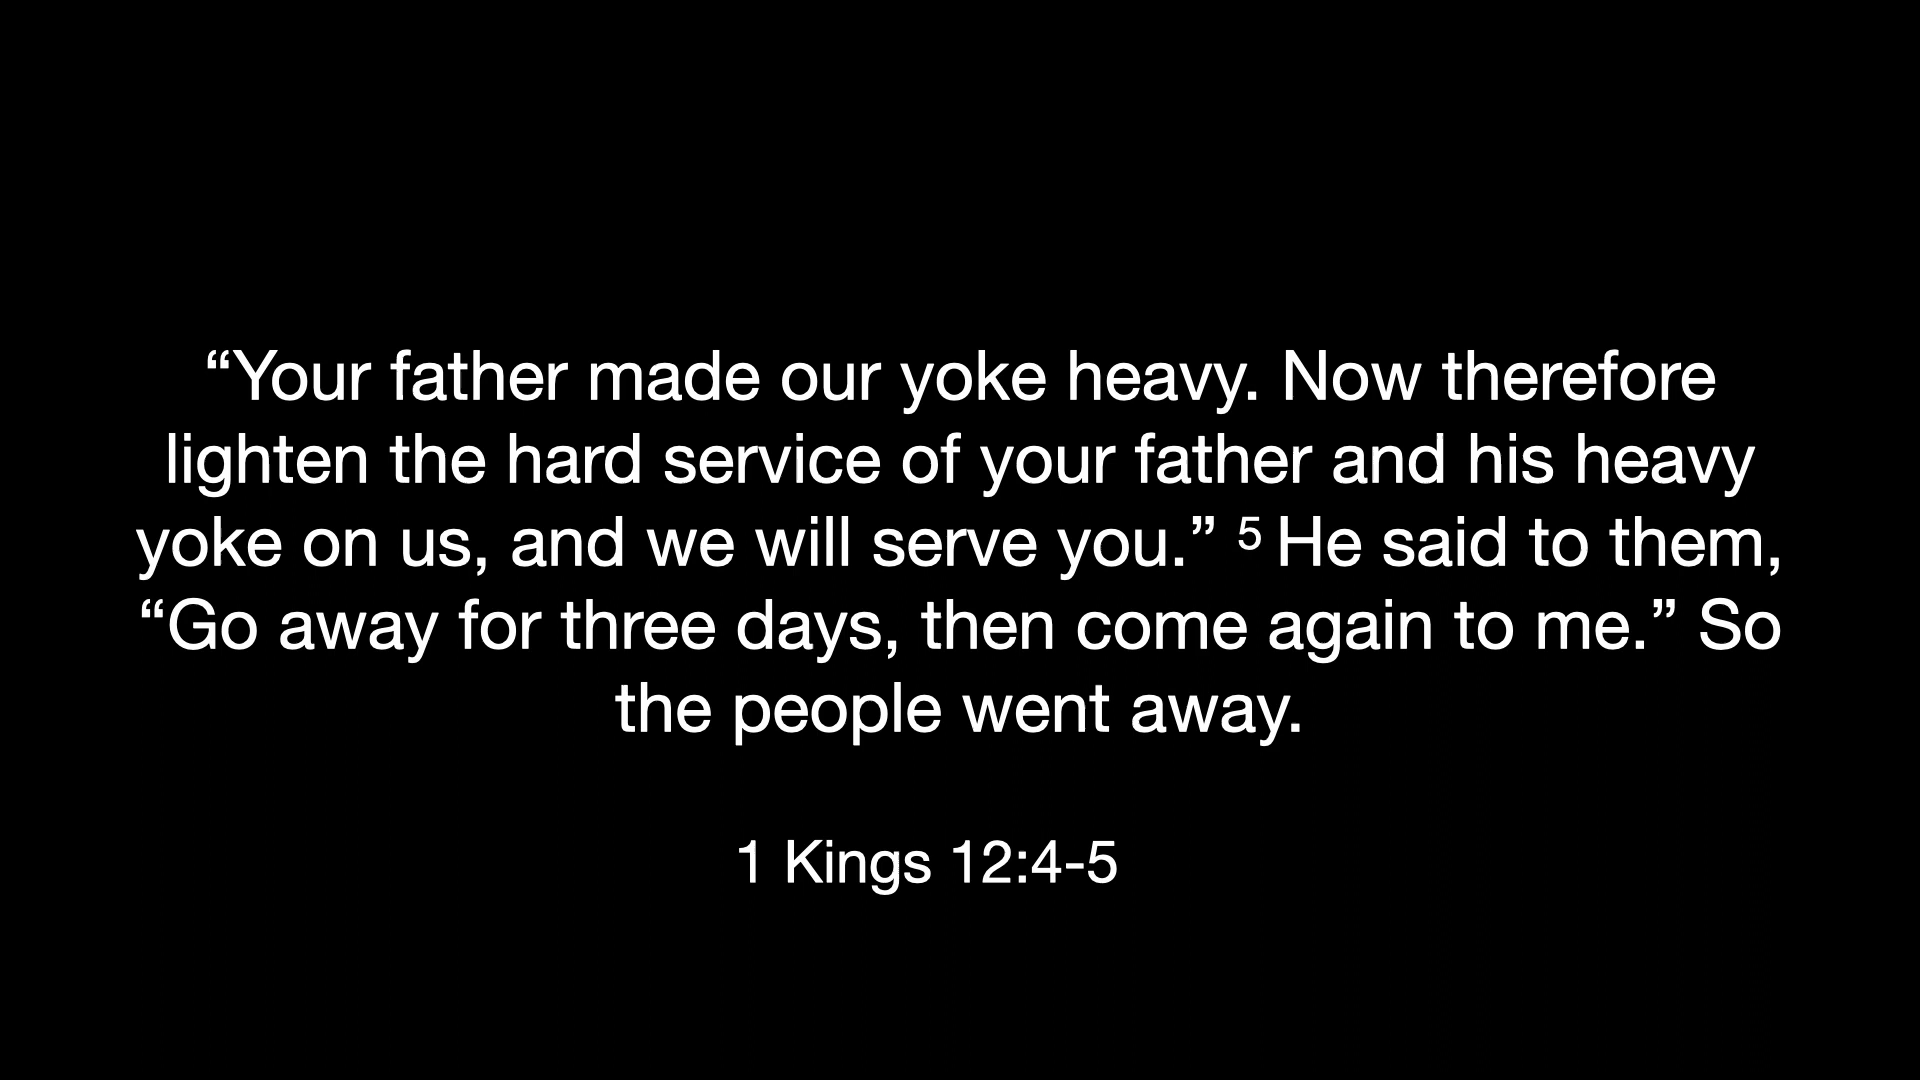 “Your father made our yoke heavy. Now therefore
lighten the hard service of your father and his heavy
yoke on us, and we will serve you.” ⁵ He said to them,
“Go away for three days, then come again to me.” So
the people went away.
1 Kings 12:4-5